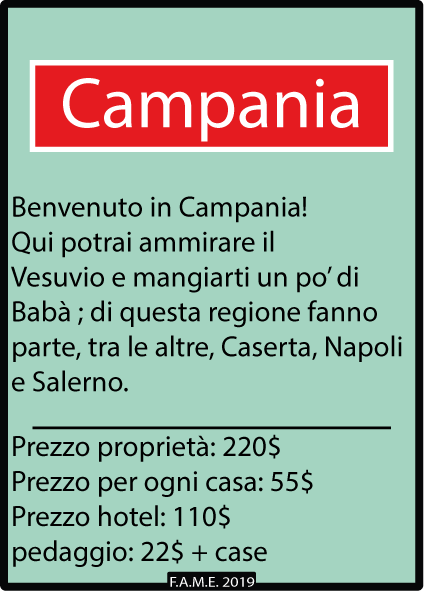 Campania
Benvenuto in Campania!
Qui potrai ammirare il
Vesuvio e mangiarti un po’ di
Babà ; di questa regione fanno
parte, tra le altre, Caserta, Napoli
e Salerno.
Prezzo proprietà: 220$
Prezzo per ogni casa: 55$
Prezzo hotel: 110$
pedaggio: 22$ + case
F.A.M.E. 2019